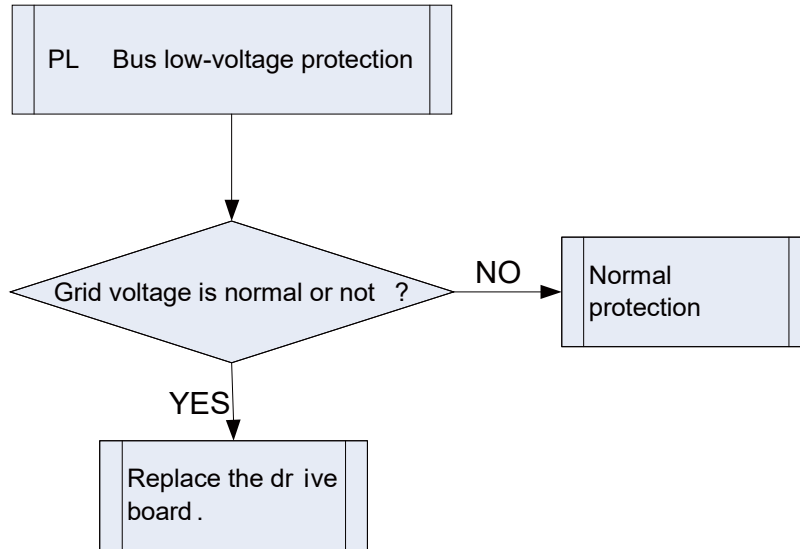 PL Bus low-voltage protection
Grid voltage is normal or not ?
NO
Normal
protection
YES
Replace the dr ive
board .